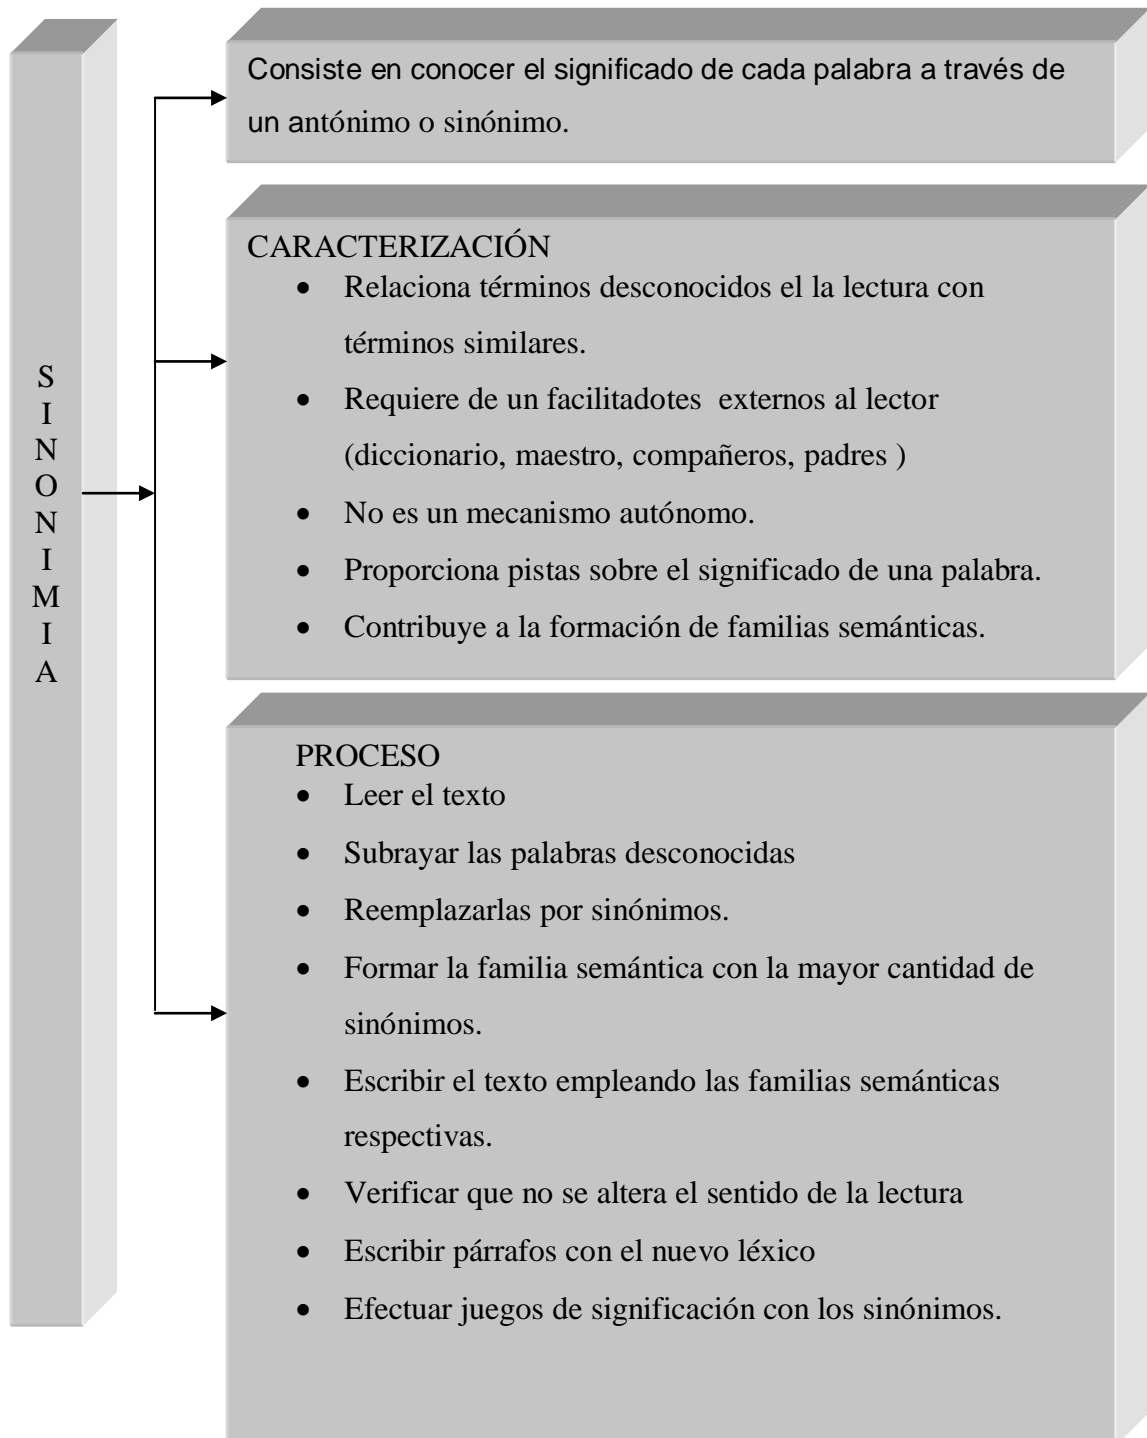 S
I
N
O
N
I
M
I
A
Consiste en conocer el significado de cada palabra a través de
un antónimo o sinónimo.
CARACTERIZACIÓN
• Relaciona términos desconocidos el la lectura con
términos similares.
• Requiere de un facilitadotes externos al lector
(diccionario, maestro, compañeros, padres )
• No es un mecanismo autónomo.
• Proporciona pistas sobre el significado de una palabra.
• Contribuye a la formación de familias semánticas.
PROCESO
• Leer el texto
• Subrayar las palabras desconocidas
• Reemplazarlas por sinónimos.
• Formar la familia semántica con la mayor cantidad de
sinónimos.
• Escribir el texto empleando las familias semánticas
respectivas.
• Verificar que no se altera el sentido de la lectura
• Escribir párrafos con el nuevo léxico
• Efectuar juegos de significación con los sinónimos.